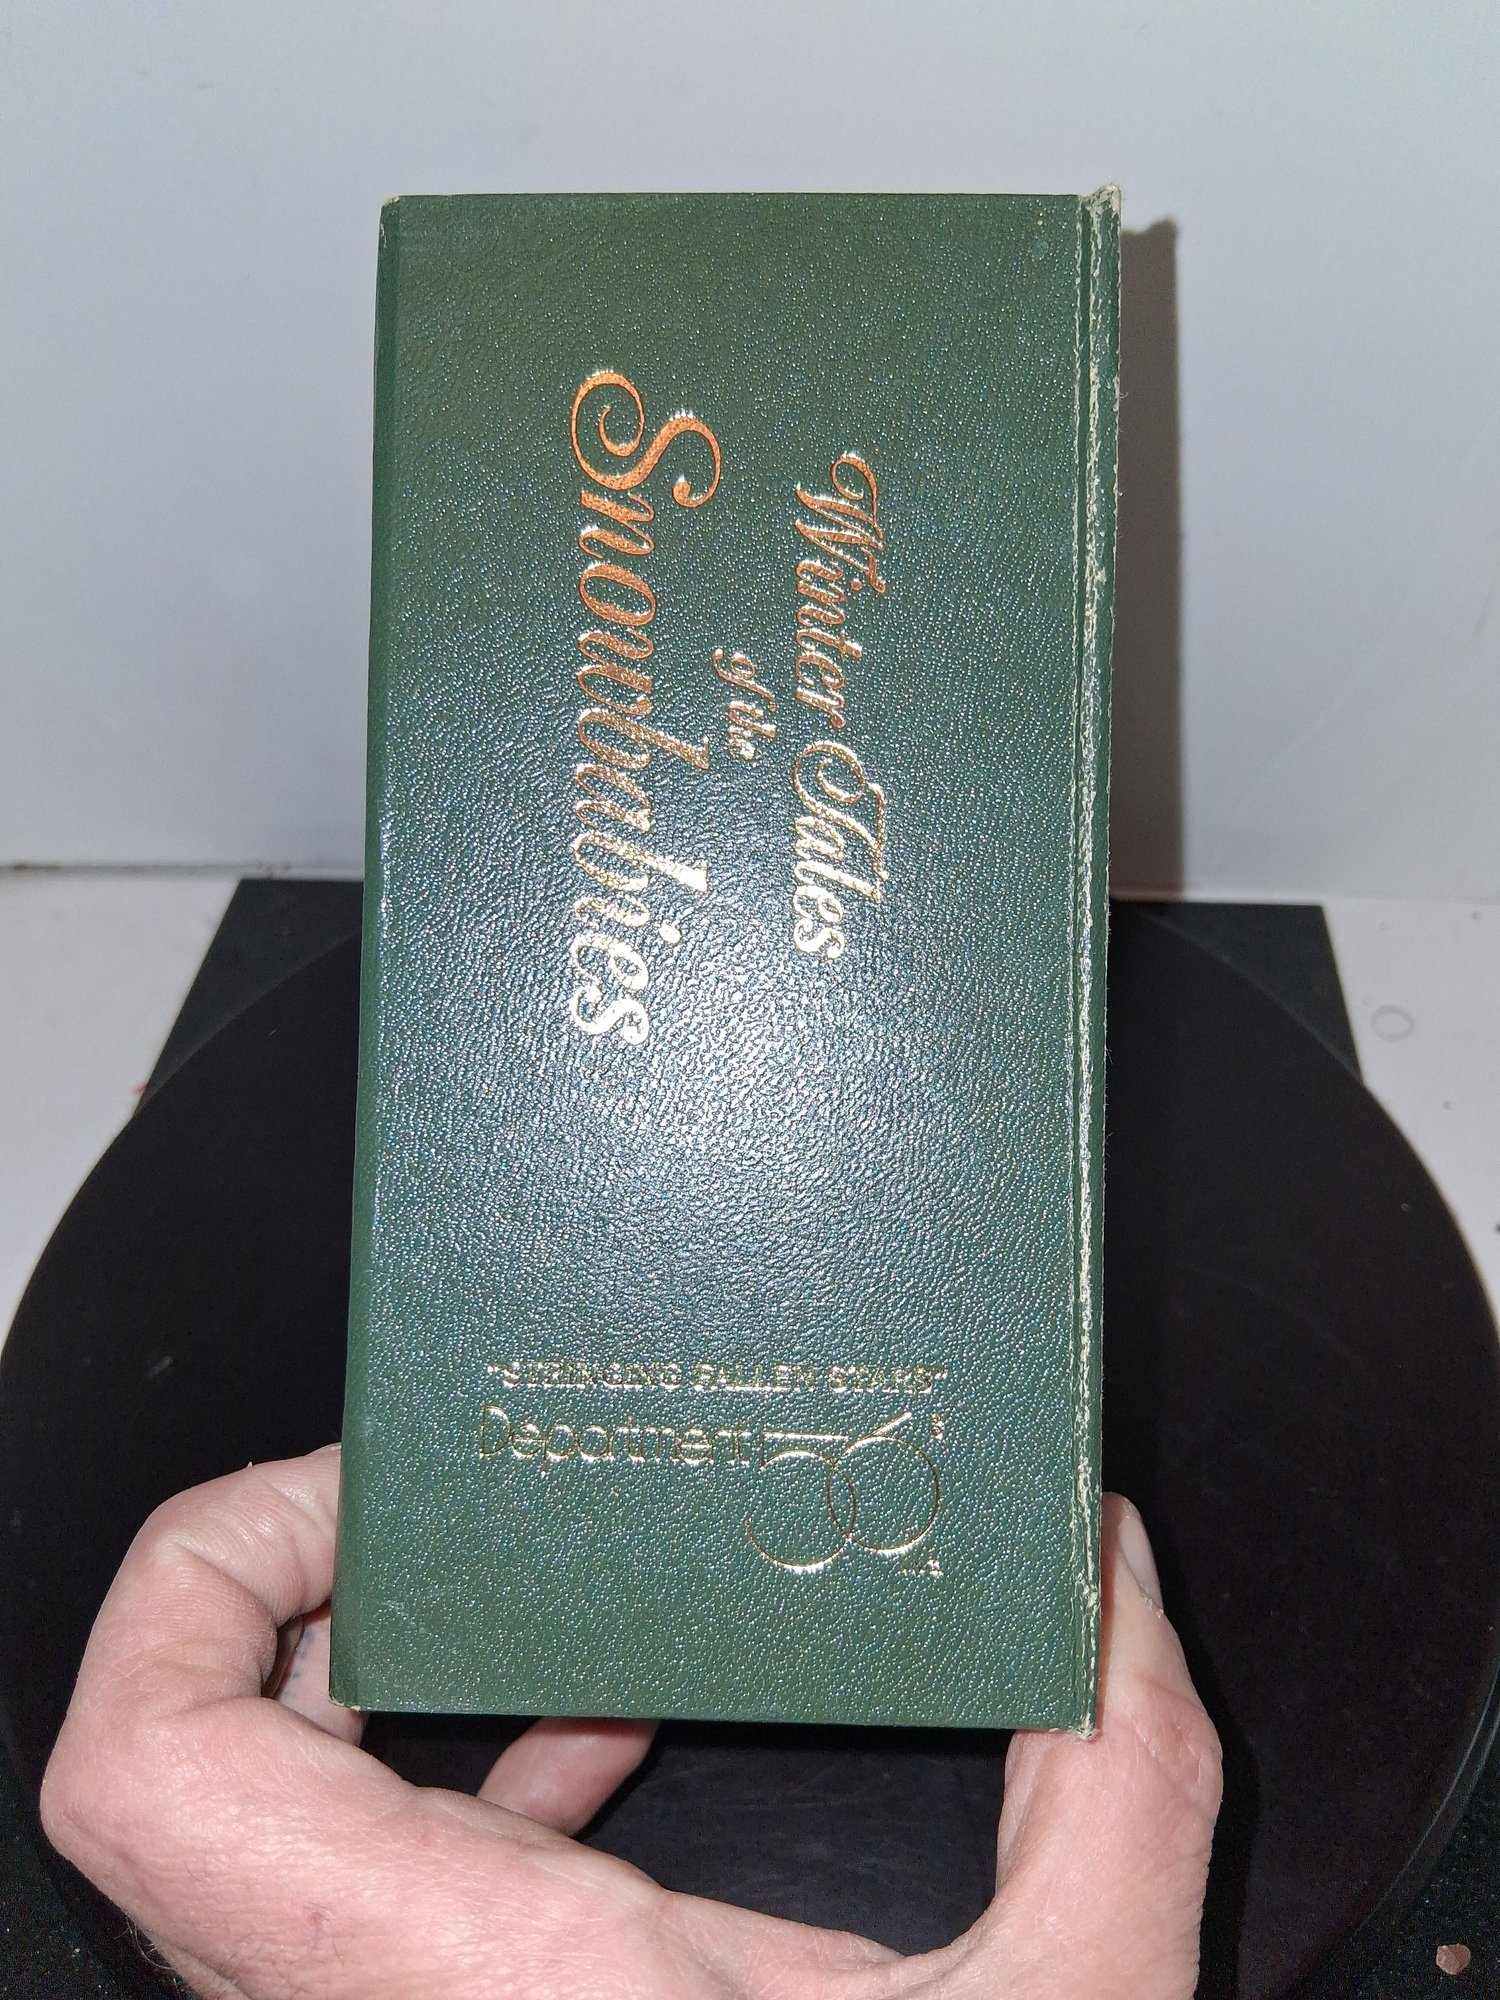 Winter Tales
of the
Snowbabies
"STRINGING FALLEN STARS"
Department 56®